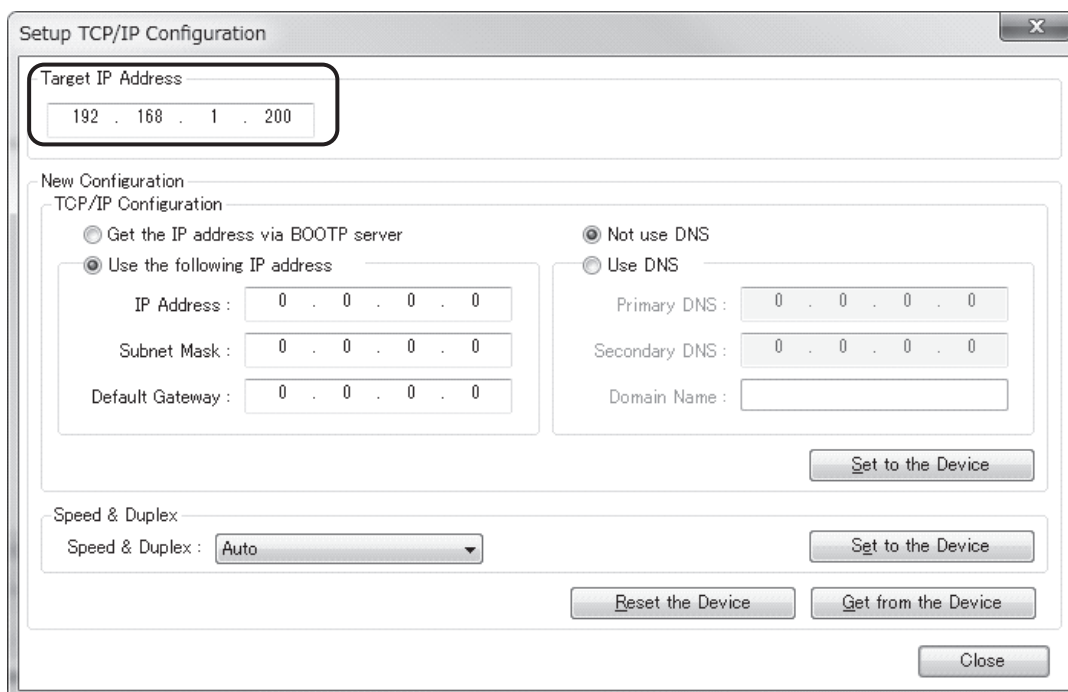 Setup TCP/IP Configuration
X
Target IP Address
192 . 168 . 1 . 200
New Configuration
TCP/IP Configuration
Get the IP address via BOOTP server
Use the following IP address
IP Address : 0 . 0 . 0 . 0
Subnet Mask : 0 . 0 . 0 . 0
Default Gateway : 0 . 0 . 0 . 0
Not use DNS
Use DNS
Primary DNS : 0 . 0 . 0 . 0
Secondary DNS : 0 . 0 . 0 . 0
Domain Name :
Set to the Device
Speed & Duplex
Speed & Duplex : Auto
Set to the Device
Reset the Device
Get from the Device
Close